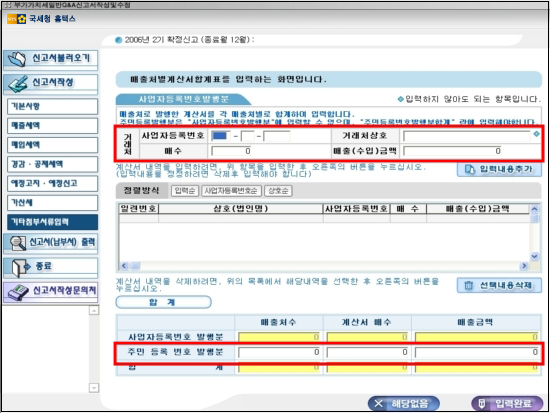 부가가치세일반Q&A신고서작성및수정
국세청 홈택스
2006년 2기 확정신고 (종료월 12월) :
신고서불러오기
신고서작성
기본사항
매출세액
매입세액
경감 · 공제세액
예정고지 · 예정신고
가산세
기타첨부서류입력
신고서(납부서) 출력
종료
신고서작성문의처
매출처별계산서합계표를 입력하는 화면입니다.
사업자등록번호발행분
◆입력하지 않아도 되는 항목입니다.
매출처로 발행한 계산서를 각 매출처별로 합계하여 입력합니다.
주민등록발행분은 "사업자등록번호발행분"에 입력할 수 없으며, "주민등록번호발행분합계" 란에 입력해야합니다.
거래처
사업자등록번호 - - 거래처상호
매수 0 매출(수입)금액 0
계산서 내역을 입력하려면, 위 항목을 입력한 후 오른쪽의 버튼을 누르십시오.
(입력내용을 정정하려면 삭제후 입력해야 합니다)
입력내용추가
정렬방식 입력순 사업자등록번호순 상호순
일련번호 상호(법인명) 사업자등록번호 매 수 매출(수입)금액
계산서 내역을 삭제하려면, 위의 목록에서 해당내역을 선택한 후 오른쪽의 버튼을
누르십시오.
선택내용삭제
합 계
매출처수 계산서 매수 매출금액
사업자등록번호 발행분 0 0 0
주민 등록 번호 발행분 0 0 0
합 계 0 0 0
해당없음
입력완료